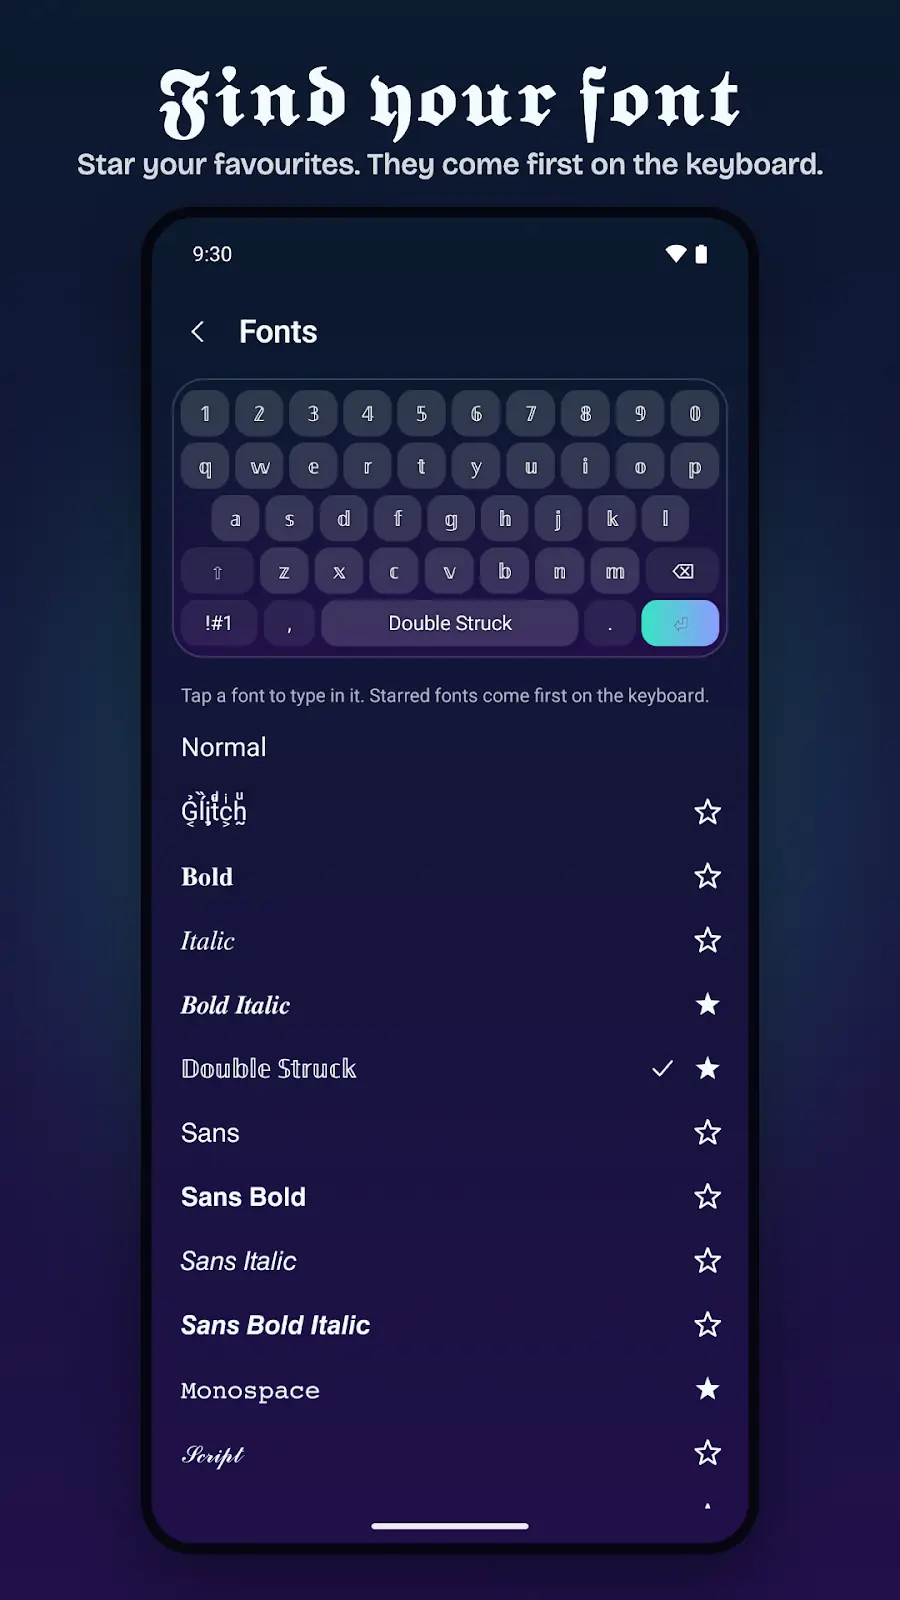 Find your font
Star your favourites. They come first on the keyboard.
9:30
Fonts
1 2 3 4 5 6 7 8 9 0
q w e r t y u i o p
a s d f g h j k l
z x c v b n m
!#1 , Double Struck .
Tap a font to type in it. Starred fonts come first on the keyboard.
Normal
Glitch
Bold
Italic
Bold Italic
Double Struck
Sans
Sans Bold
Sans Italic
Sans Bold Italic
Monospace
Script